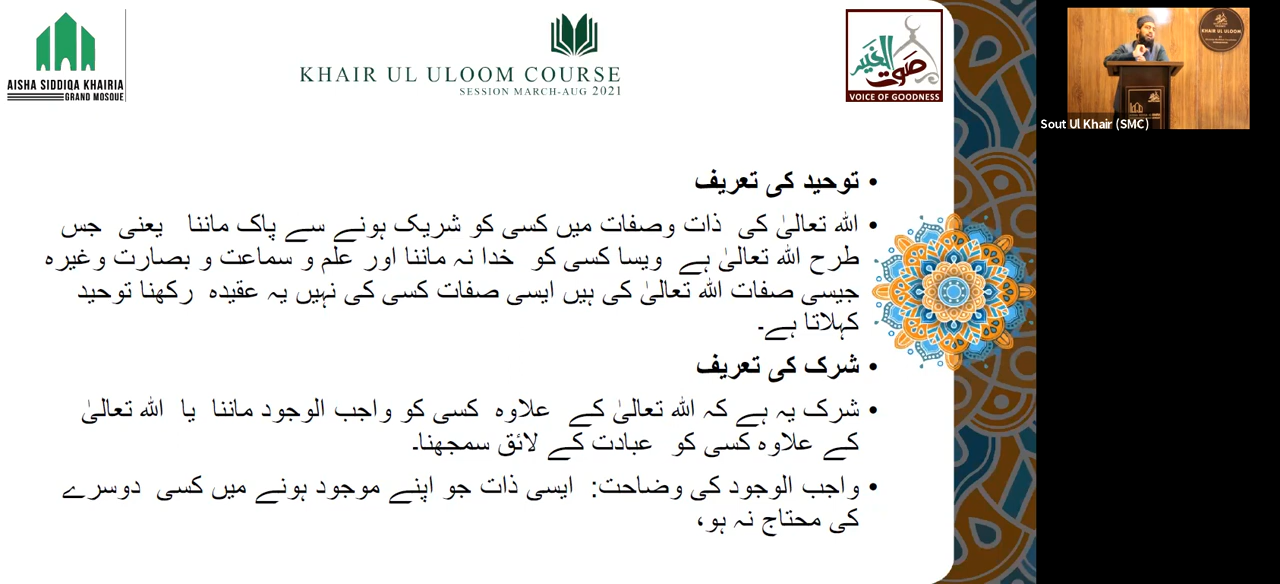 AISHA SIDDIQA KHAIRIA
GRAND MOSQUE
KHAIR UL ULOOM COURSE
SESSION MARCH-AUG 2021
صوت الخیر
VOICE OF GOODNESS
KHAIR UL ULOOM
Sout Ul Khair (SMC)
• توحید کی تعریف
• اللہ تعالیٰ کی ذات وصفات میں کسی کو شریک ہونے سے پاک ماننا یعنی جس
طرح اللہ تعالیٰ ہے ویسا کسی کو خدا نہ ماننا اور علم و سماعت و بصارت وغیرہ
جیسی صفات اللہ تعالیٰ کی ہیں ایسی صفات کسی کی نہیں یہ عقیدہ رکھنا توحید
کہلاتا ہے۔
• شرک کی تعریف
• شرک یہ ہے کہ اللہ تعالیٰ کے علاوہ کسی کو واجب الوجود ماننا یا اللہ تعالیٰ
کے علاوہ کسی کو عبادت کے لائق سمجھنا۔
• واجب الوجود کی وضاحت: ایسی ذات جو اپنے موجود ہونے میں کسی دوسرے
کی محتاج نہ ہو،